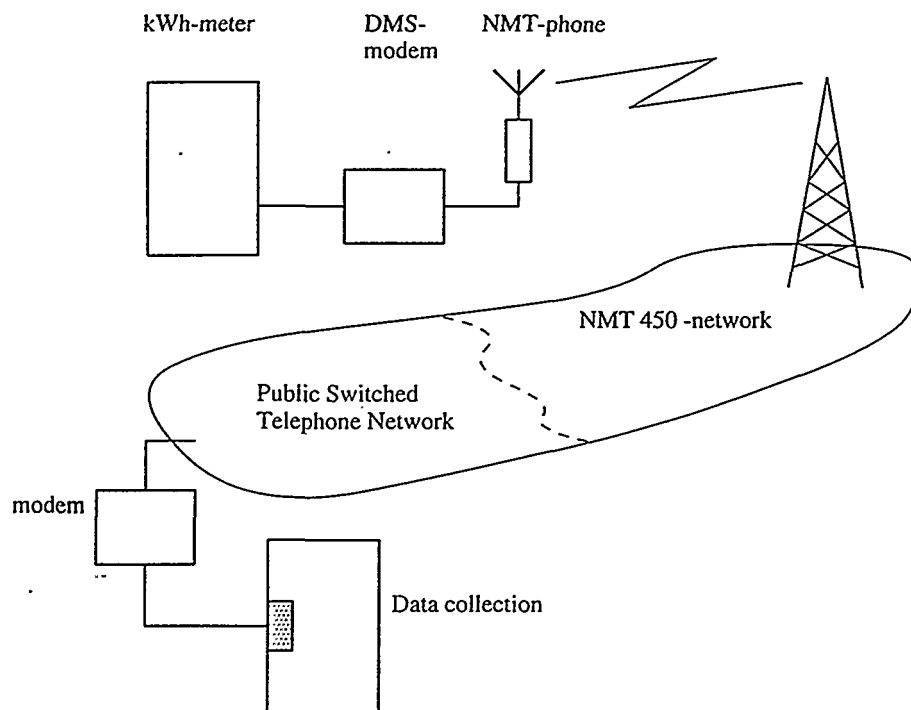 kWh-meter
DMS-
modem
NMT-phone
NMT 450 -network
Public Switched
Telephone Network
modem
Data collection